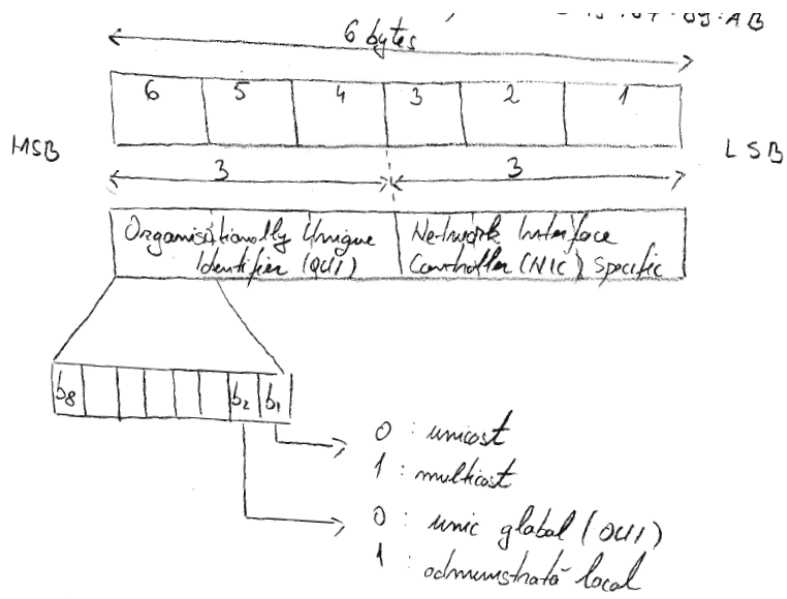 6 bytes
6 5 4 3 2 1
MSB LSB
3 3
Organisationally Unique Network Interface
Identifier (OUI) Controller (NIC) Specific
b8 b2 b1
0 : unicast
1 : multicast
0 : unic global (OUI)
1 : administrată local